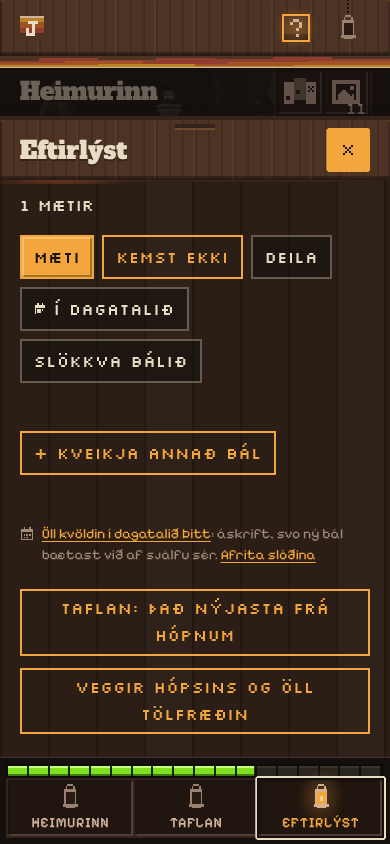 J
?
Heimurinn
11
Eftirlýst
×
1 MÆTIR
MÆTI
KEMST EKKI
DEILA
Í DAGATALIÐ
SLÖKKVA BÁLIÐ
+ KVEIKJA ANNAÐ BÁL
Öll kvöldin í dagatalið þitt: áskrift, svo ný bál
bætast við af sjálfu sér. Afrita slóðina
TAFLAN: ÞAÐ NÝJASTA FRÁ
HÓPNUM
VEGGIR HÓPSINS OG ÖLL
TÖLFRÆÐIN
HEIMURINN
TAFLAN
EFTIRLÝST